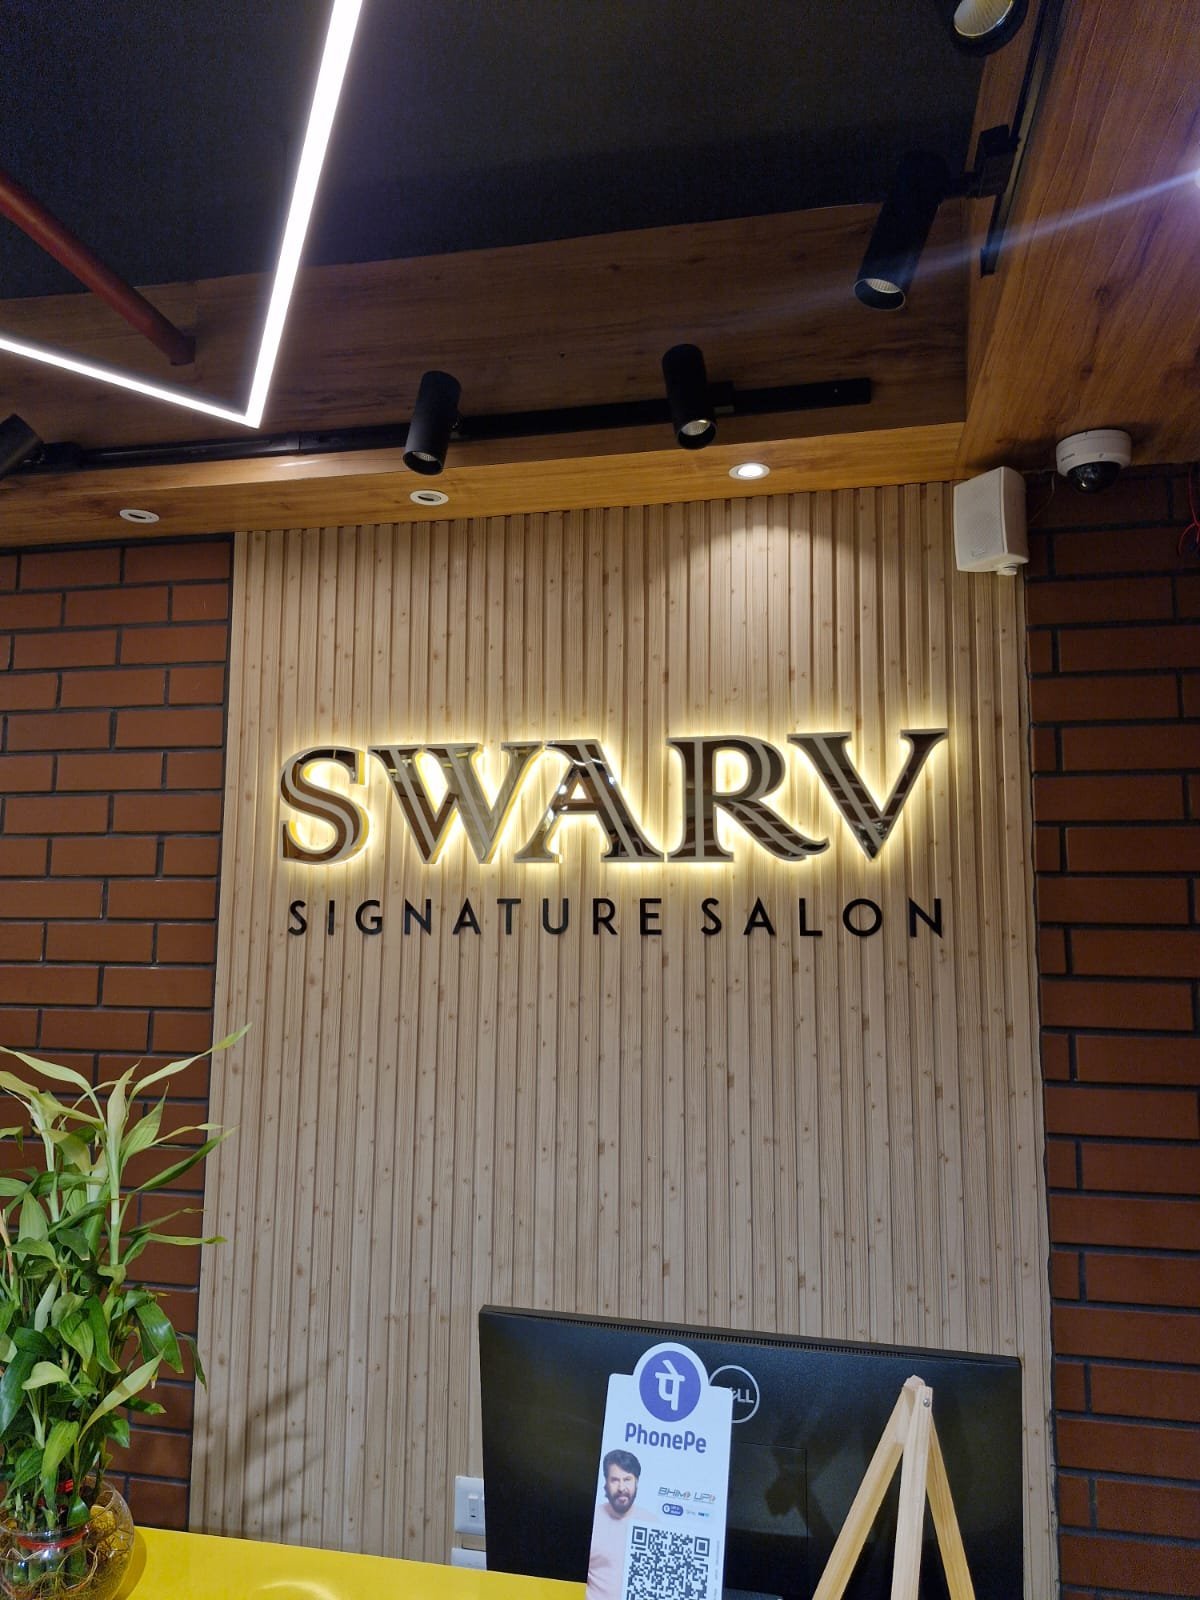 SWARV
SIGNATURE SALON
पे
DELL
PhonePe
BHIM UPI